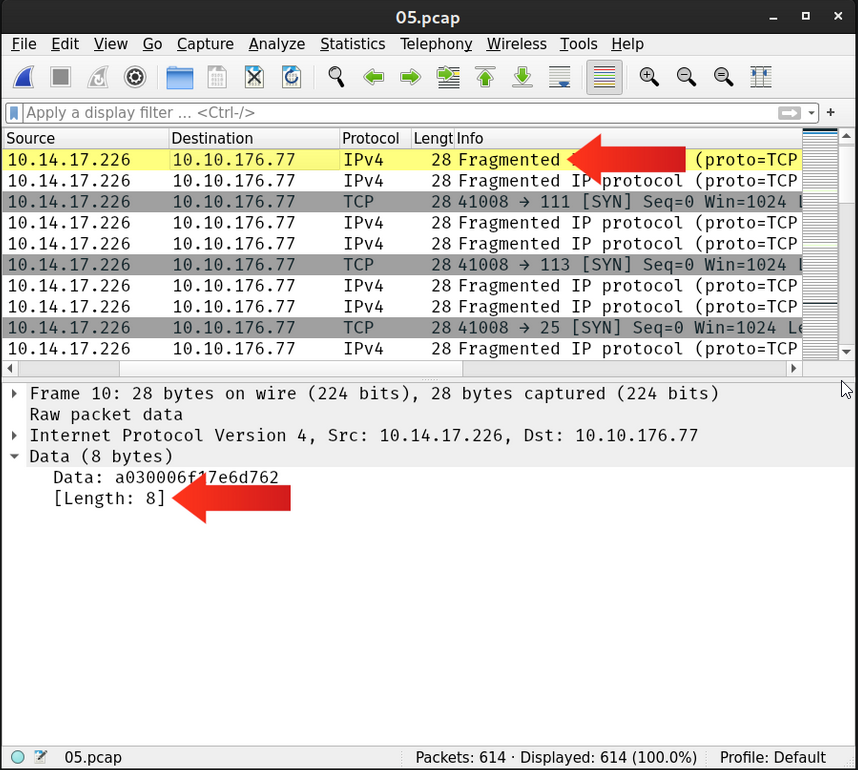 05.pcap
File Edit View Go Capture Analyze Statistics Telephony Wireless Tools Help
Apply a display filter ... <Ctrl-/>
Source Destination Protocol Lengt Info
10.14.17.226 10.10.176.77 IPv4 28 Fragmented (proto=TCP
10.14.17.226 10.10.176.77 IPv4 28 Fragmented IP protocol (proto=TCP
10.14.17.226 10.10.176.77 TCP 28 41008 → 111 [SYN] Seq=0 Win=1024 L
10.14.17.226 10.10.176.77 IPv4 28 Fragmented IP protocol (proto=TCP
10.14.17.226 10.10.176.77 IPv4 28 Fragmented IP protocol (proto=TCP
10.14.17.226 10.10.176.77 TCP 28 41008 → 113 [SYN] Seq=0 Win=1024 L
10.14.17.226 10.10.176.77 IPv4 28 Fragmented IP protocol (proto=TCP
10.14.17.226 10.10.176.77 IPv4 28 Fragmented IP protocol (proto=TCP
10.14.17.226 10.10.176.77 TCP 28 41008 → 25 [SYN] Seq=0 Win=1024 Le
10.14.17.226 10.10.176.77 IPv4 28 Fragmented IP protocol (proto=TCP
Frame 10: 28 bytes on wire (224 bits), 28 bytes captured (224 bits)
Raw packet data
Internet Protocol Version 4, Src: 10.14.17.226, Dst: 10.10.176.77
Data (8 bytes)
Data: a030006f17e6d762
[Length: 8]
05.pcap Packets: 614 · Displayed: 614 (100.0%) Profile: Default